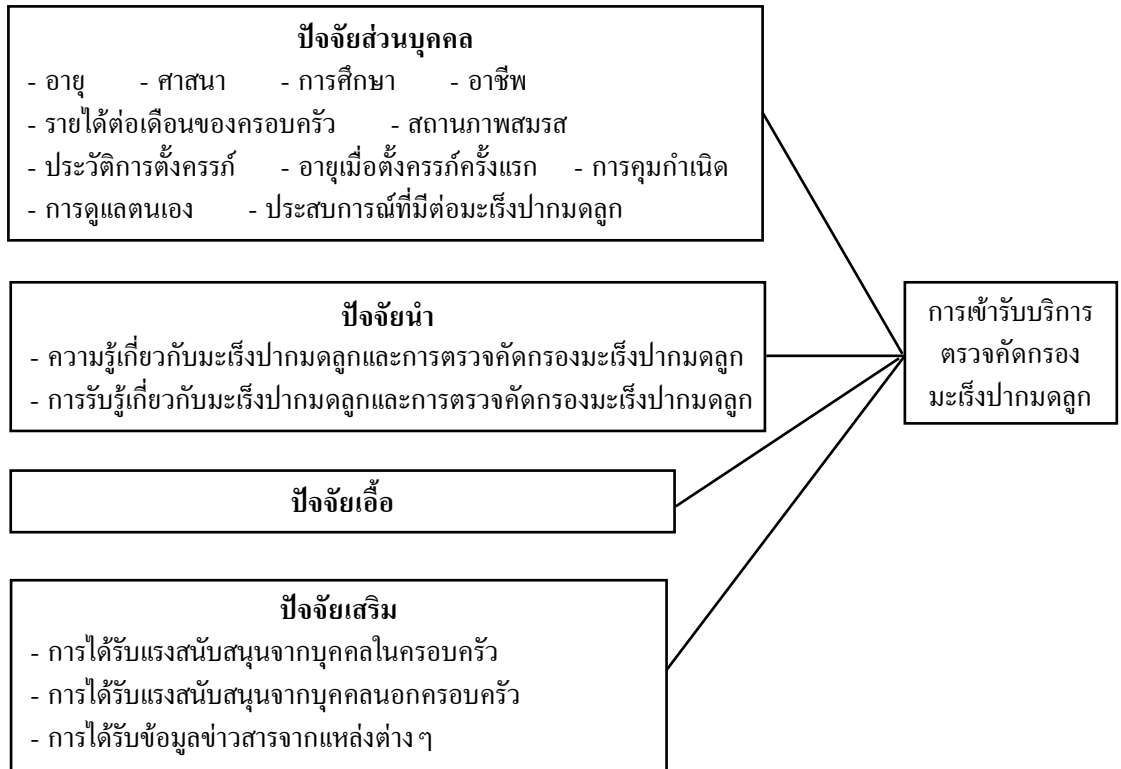 ปัจจัยส่วนบุคคล
- อายุ - ศาสนา - การศึกษา - อาชีพ
- รายได้ต่อเดือนของครอบครัว - สถานภาพสมรส
- ประวัติการตั้งครรภ์ - อายุเมื่อตั้งครรภ์ครั้งแรก - การคุมกำเนิด
- การดูแลตนเอง - ประสบการณ์ที่มีต่อมะเร็งปากมดลูก
ปัจจัยนำ
- ความรู้เกี่ยวกับมะเร็งปากมดลูกและการตรวจคัดกรองมะเร็งปากมดลูก
- การรับรู้เกี่ยวกับมะเร็งปากมดลูกและการตรวจคัดกรองมะเร็งปากมดลูก
ปัจจัยเอื้อ
ปัจจัยเสริม
- การได้รับแรงสนับสนุนจากบุคคลในครอบครัว
- การได้รับแรงสนับสนุนจากบุคคลนอกครอบครัว
- การได้รับข้อมูลข่าวสารจากแหล่งต่าง ๆ
การเข้ารับบริการ
ตรวจคัดกรอง
มะเร็งปากมดลูก